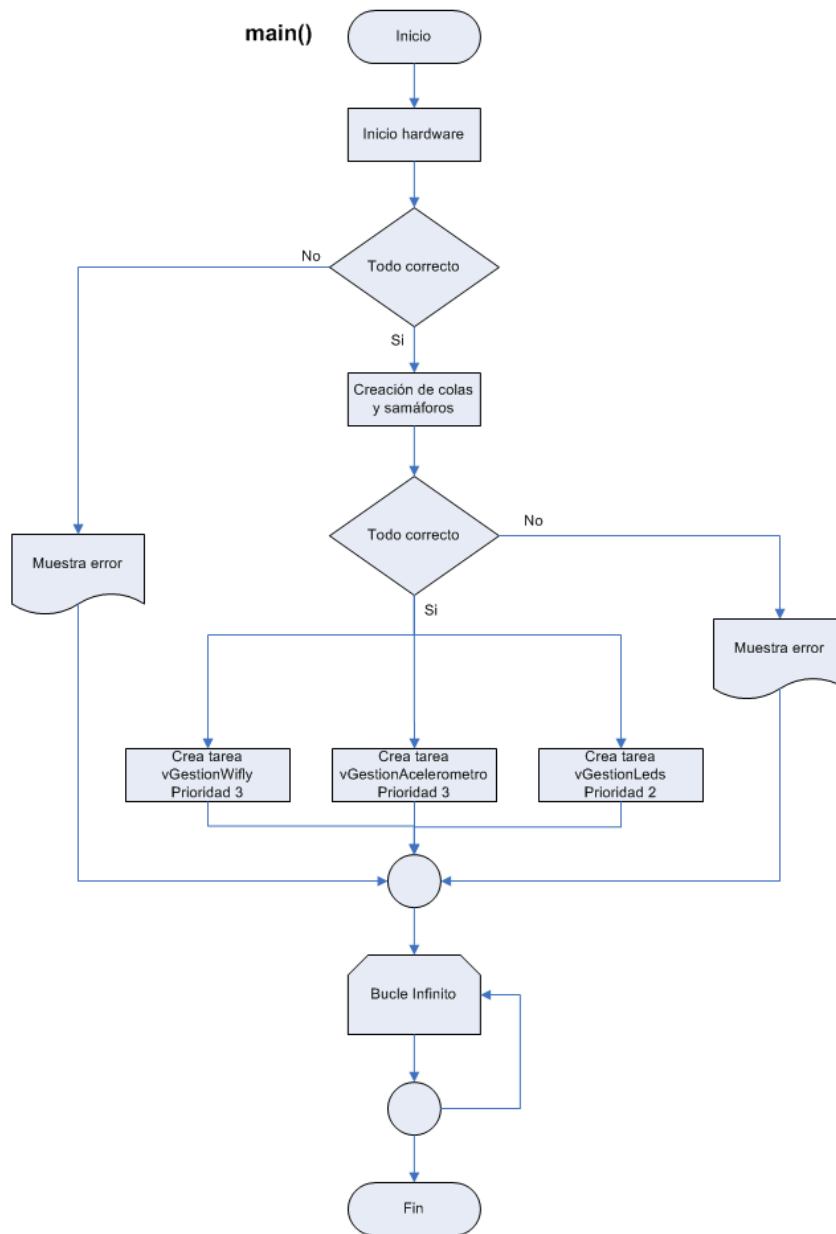 main()
Inicio
Inicio hardware
No
Todo correcto
Si
Creación de colas
y samáforos
Todo correcto
No
Muestra error
Si
Muestra error
Crea tarea
vGestionWifly
Prioridad 3
Crea tarea
vGestionAcelerometro
Prioridad 3
Crea tarea
vGestionLeds
Prioridad 2
Bucle Infinito
Fin